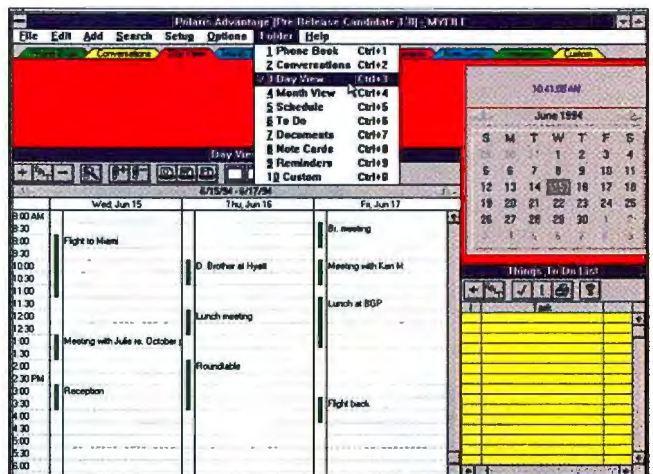 Polaris Advantage [Pre Release Candidate 1.0] - MYFILE
File Edit Add Search Setup Options Folder Help
Conversations
Custom
1 Phone Book Ctrl+1
2 Conversations Ctrl+2
3 Day View Ctrl+3
4 Month View Ctrl+4
5 Schedule Ctrl+5
6 To Do Ctrl+6
7 Documents Ctrl+7
8 Note Cards Ctrl+8
9 Reminders Ctrl+9
10 Custom Ctrl+0
10:41:08 AM
June 1994
S M T W T F S
1 2 3 4
5 6 7 8 9 10 11
12 13 14 15 16 17 18
19 20 21 22 23 24 25
26 27 28 29 30
Day View
6/15/94 - 6/17/94
Wed, Jun 15 Thu, Jun 16 Fri, Jun 17
8:00 AM
8:30 Br. meeting
9:00 Flight to Miami
9:30
10:00 D. Brother at Hyatt Meeting with Ken M
10:30
11:00
11:30 Lunch at BGP
12:00 Lunch meeting
12:30
1:00 Meeting with Julie re. October
1:30
2:00 Roundtable
2:30 PM
3:00 Reception
3:30 Flight back
4:00
4:30
5:00
5:30
6:00
Things To Do List
! Task